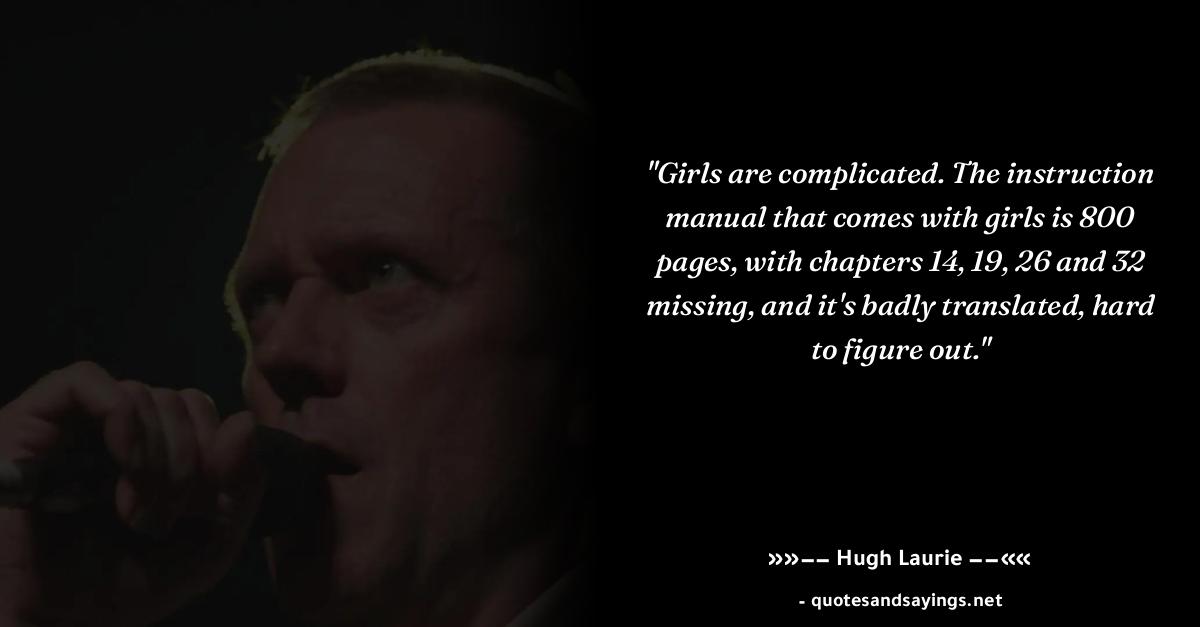 "Girls are complicated. The instruction
manual that comes with girls is 800
pages, with chapters 14, 19, 26 and 32
missing, and it's badly translated, hard
to figure out."
»»–– Hugh Laurie ––««
- quotesandsayings.net